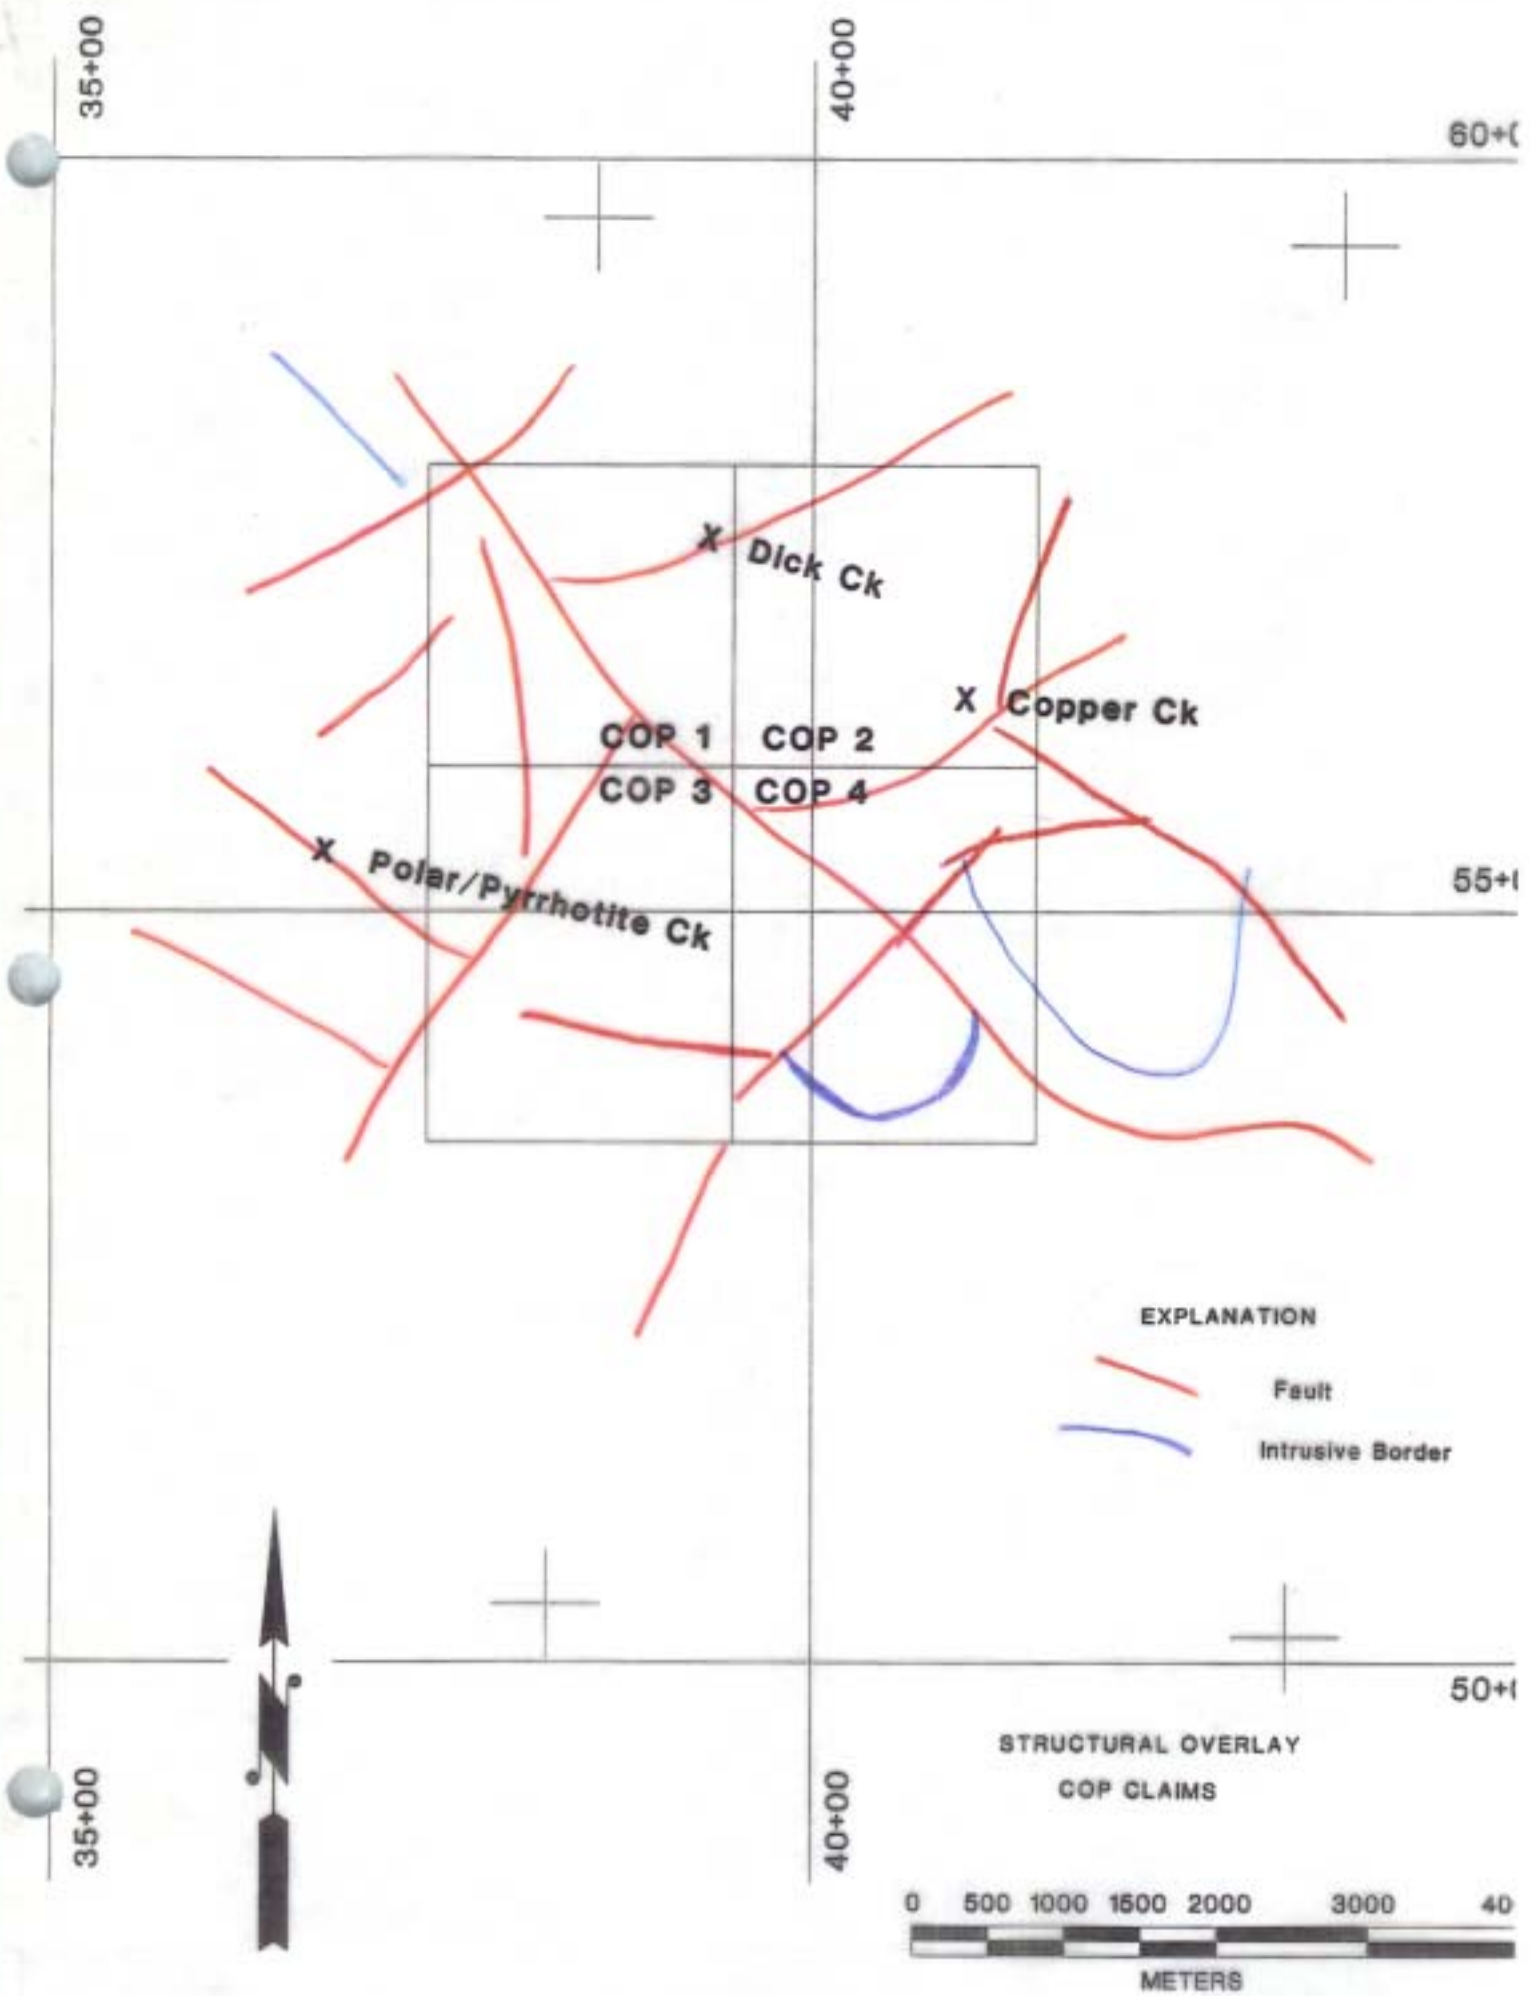 35+00
40+00
60+0
X Dick Ck
X Copper Ck
COP 1 COP 2
COP 3 COP 4
X Polar/Pyrrhotite Ck
55+
EXPLANATION
Fault
Intrusive Border
50+
STRUCTURAL OVERLAY
COP CLAIMS
35+00
40+00
0 500 1000 1500 2000 3000 40
METERS